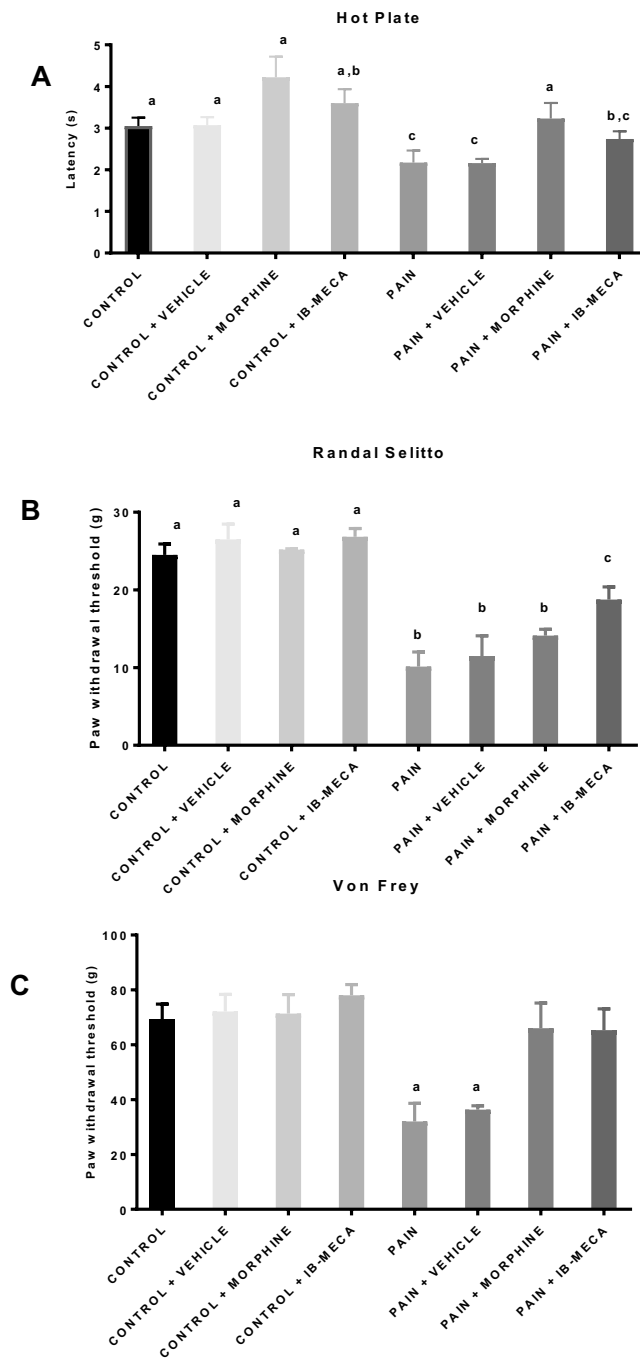 Hot Plate
A
a
a
a
a,b
c
c
a
b,c
Latency (s)
5
4
3
2
1
0
CONTROL
CONTROL + VEHICLE
CONTROL + MORPHINE
CONTROL + IB-MECA
PAIN
PAIN + VEHICLE
PAIN + MORPHINE
PAIN + IB-MECA
Randal Selitto
B
a
a
a
a
b
b
b
c
Paw withdrawal threshold (g)
30
20
10
0
CONTROL
CONTROL + VEHICLE
CONTROL + MORPHINE
CONTROL + IB-MECA
PAIN
PAIN + VEHICLE
PAIN + MORPHINE
PAIN + IB-MECA
Von Frey
C
a
a
Paw withdrawal threshold (g)
100
80
60
40
20
0
CONTROL
CONTROL + VEHICLE
CONTROL + MORPHINE
CONTROL + IB-MECA
PAIN
PAIN + VEHICLE
PAIN + MORPHINE
PAIN + IB-MECA